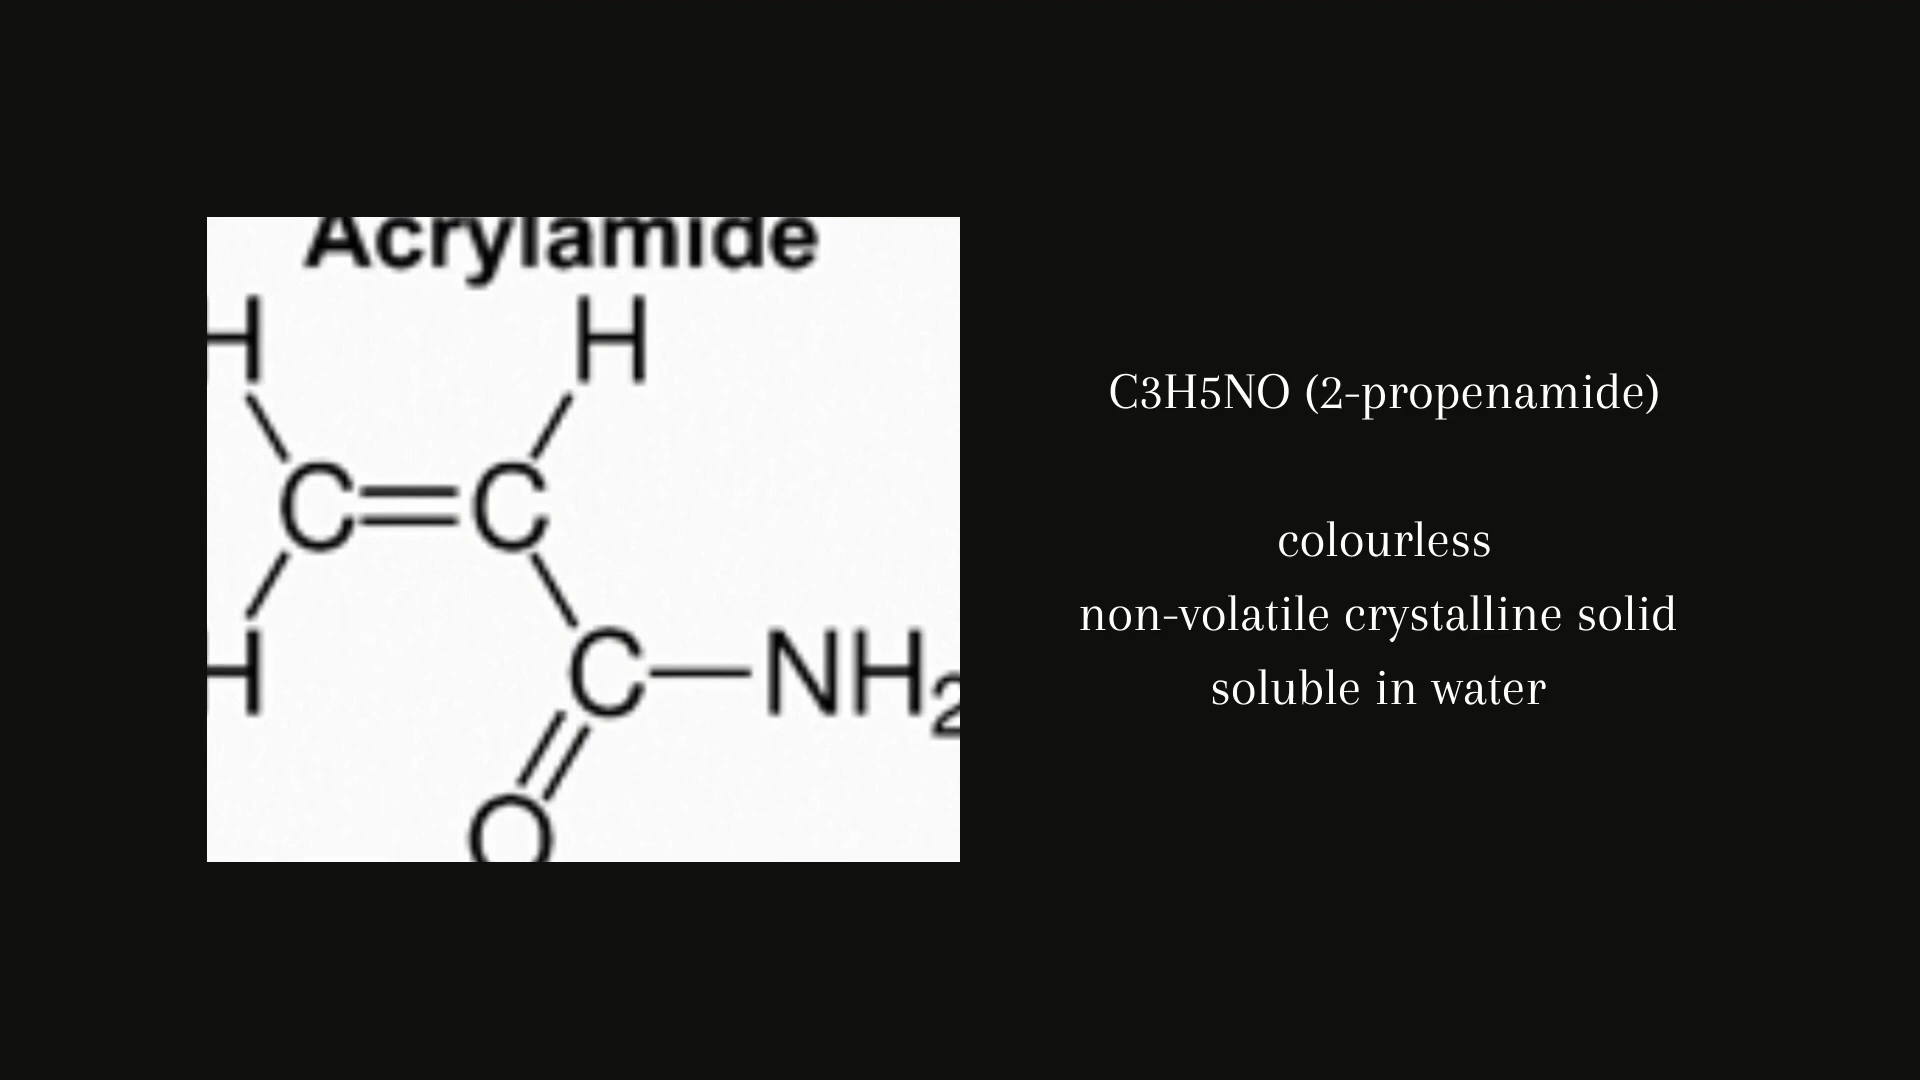 Acrylamide
H H
C=C
H C—NH2
O
C3H5NO (2-propenamide)
colourless
non-volatile crystalline solid
soluble in water